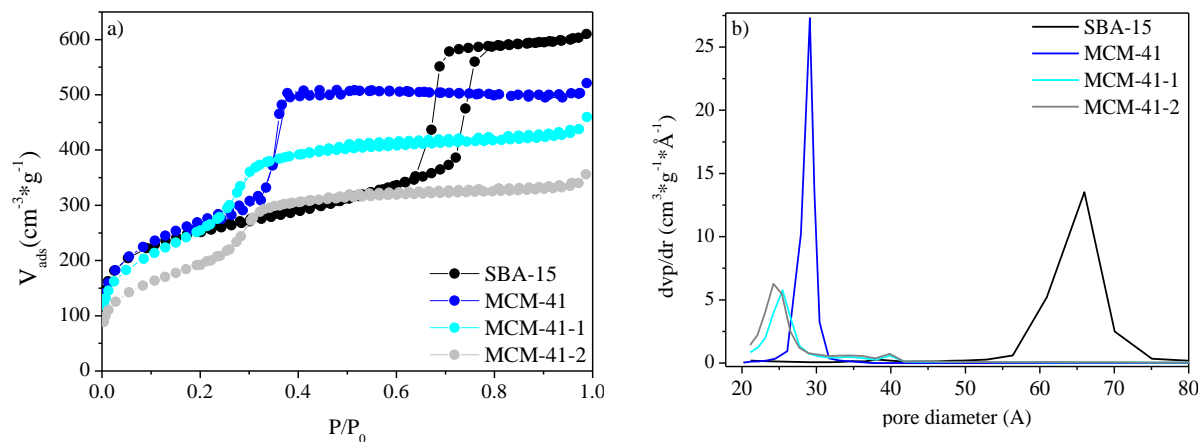 a)
600
500
400
300
200
100
0
V_ads (cm⁻³*g⁻¹)
SBA-15
MCM-41
MCM-41-1
MCM-41-2
0.0 0.2 0.4 0.6 0.8 1.0
P/P₀
b)
25
20
15
10
5
0
dvp/dr (cm³*g⁻¹*Å⁻¹)
SBA-15
MCM-41
MCM-41-1
MCM-41-2
20 30 40 50 60 70 80
pore diameter (A)